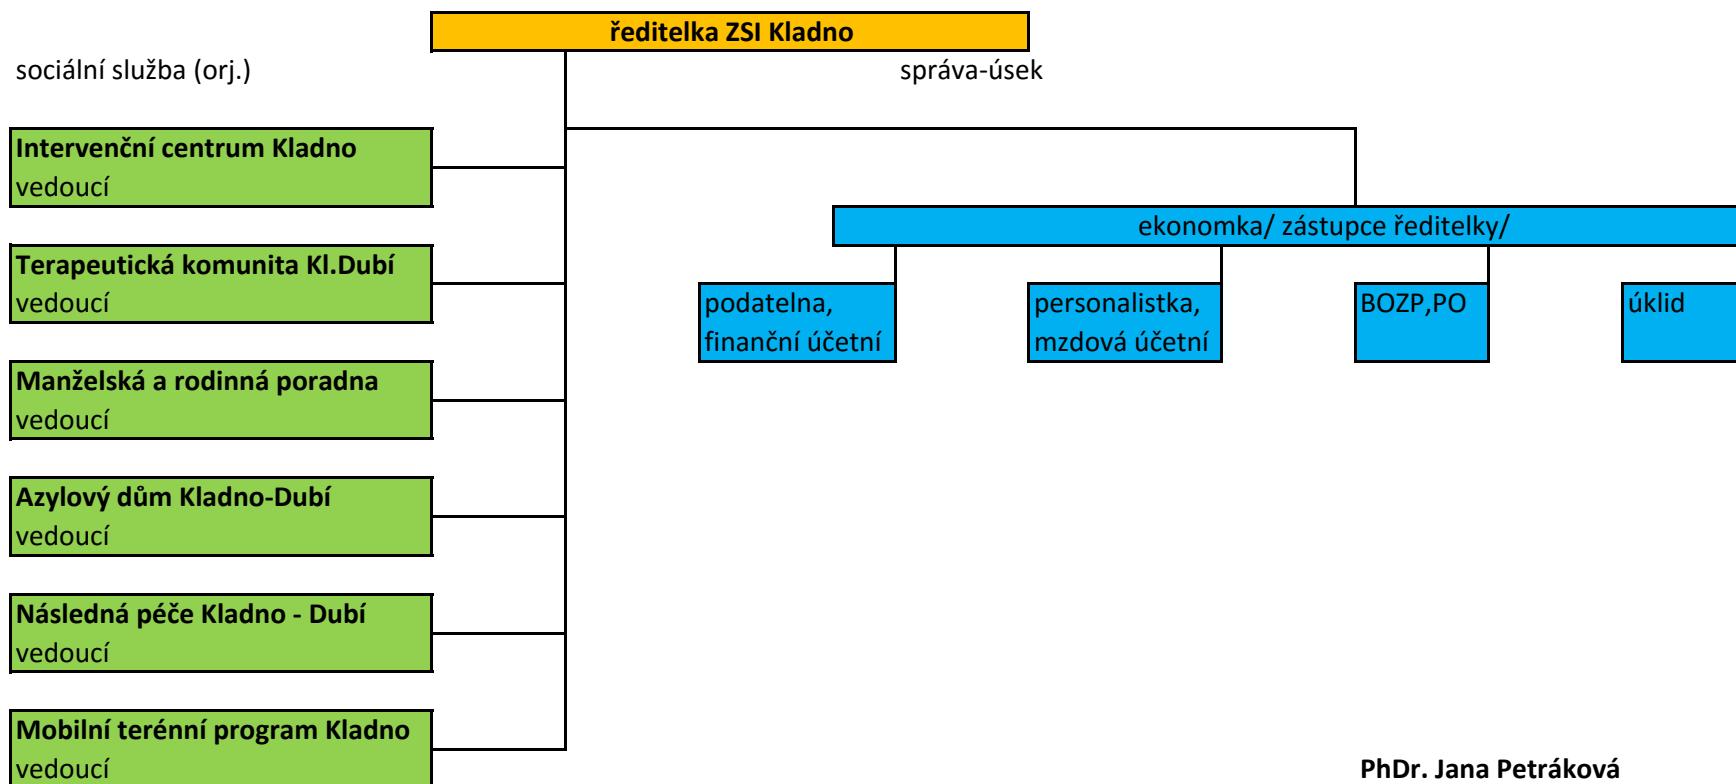 ředitelka ZSI Kladno
sociální služba (orj.)
správa-úsek
Intervenční centrum Kladno
vedoucí
ekonomka/ zástupce ředitelky/
Terapeutická komunita Kl.Dubí
vedoucí
podatelna,
finanční účetní
personalistka,
mzdová účetní
BOZP,PO
úklid
Manželská a rodinná poradna
vedoucí
Azylový dům Kladno-Dubí
vedoucí
Následná péče Kladno - Dubí
vedoucí
Mobilní terénní program Kladno
vedoucí
PhDr. Jana Petráková